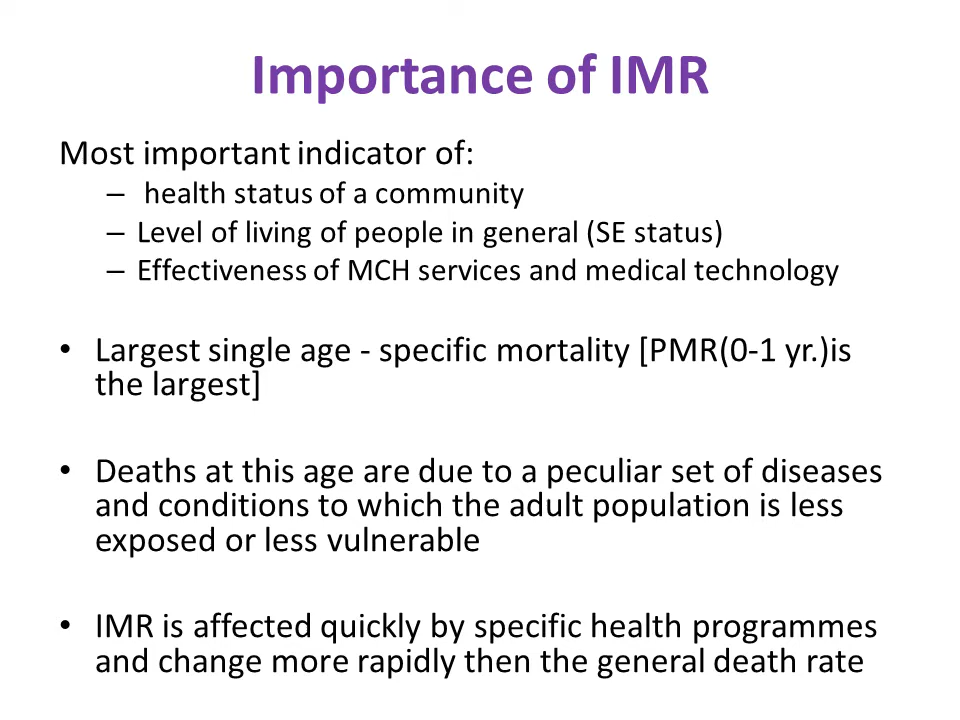 Importance of IMR
Most important indicator of:
– health status of a community
– Level of living of people in general (SE status)
– Effectiveness of MCH services and medical technology
• Largest single age - specific mortality [PMR(0-1 yr.)is
the largest]
• Deaths at this age are due to a peculiar set of diseases
and conditions to which the adult population is less
exposed or less vulnerable
• IMR is affected quickly by specific health programmes
and change more rapidly then the general death rate